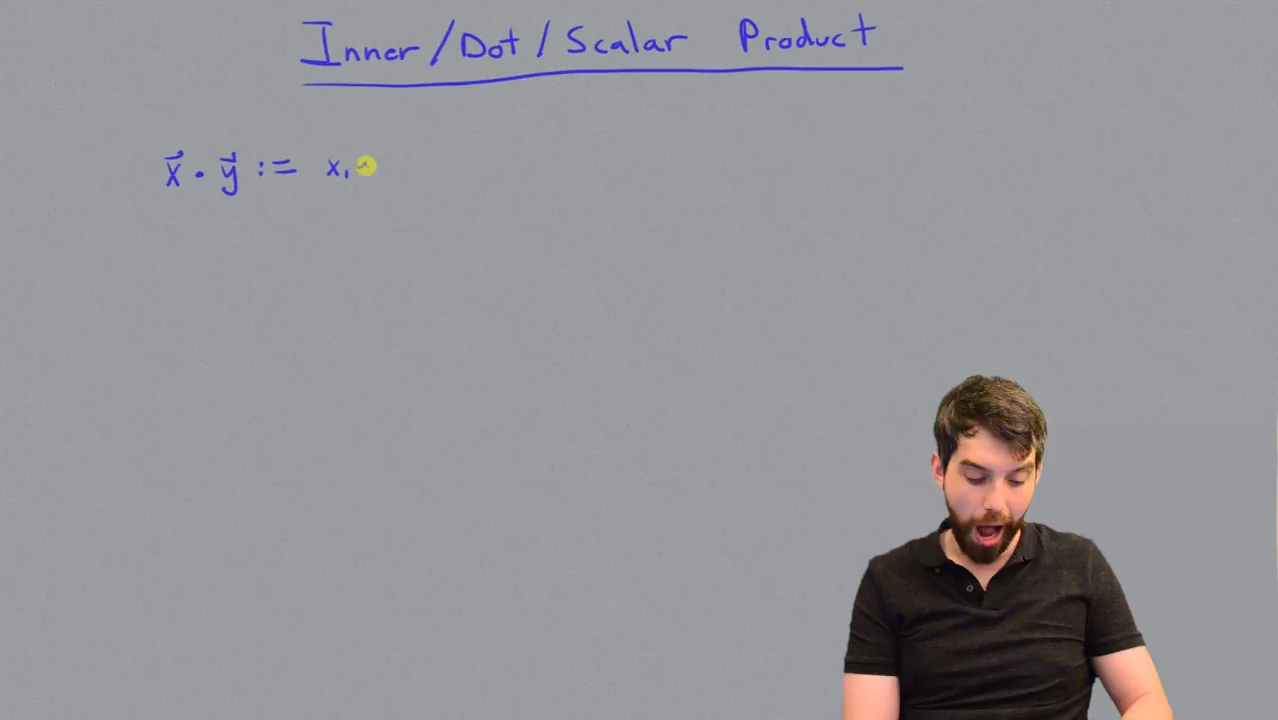 Inner/Dot/Scalar Product
x⃗ · y⃗ := x₁